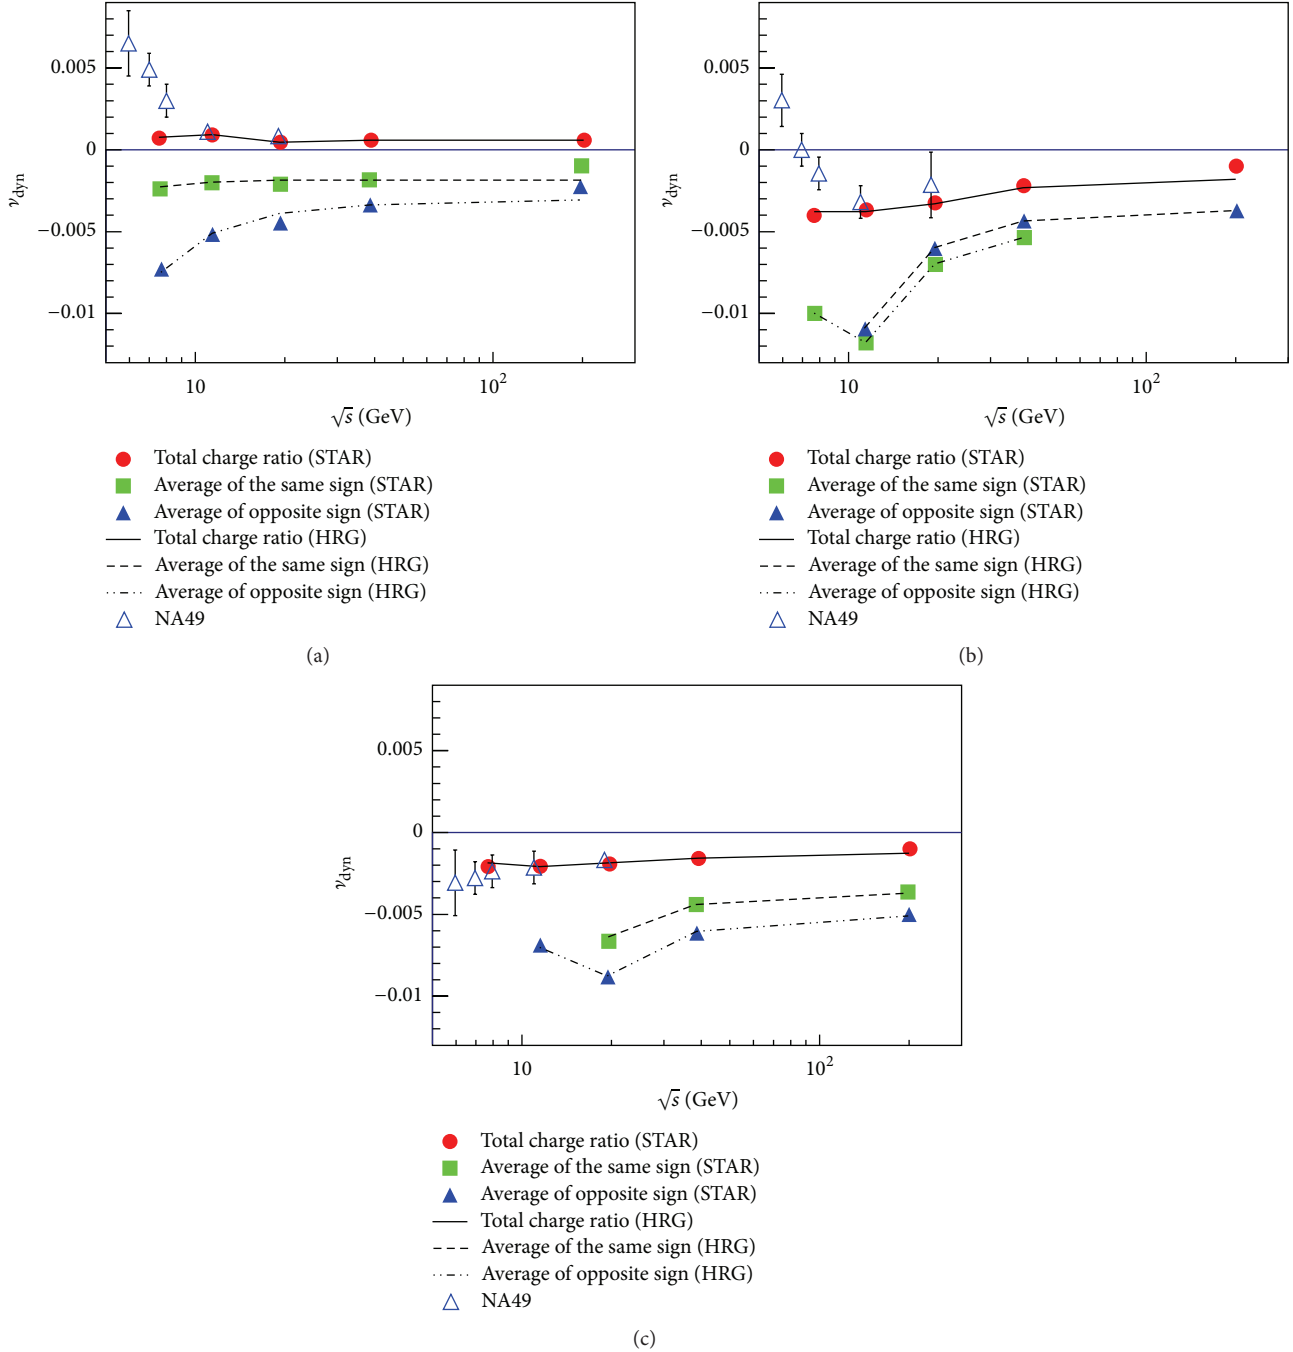 0.005
0
−0.005
−0.01
ν_dyn
10
10²
√s (GeV)
Total charge ratio (STAR)
Average of the same sign (STAR)
Average of opposite sign (STAR)
Total charge ratio (HRG)
Average of the same sign (HRG)
Average of opposite sign (HRG)
NA49
(a)
0.005
0
−0.005
−0.01
ν_dyn
10
10²
√s (GeV)
Total charge ratio (STAR)
Average of the same sign (STAR)
Average of opposite sign (STAR)
Total charge ratio (HRG)
Average of the same sign (HRG)
Average of opposite sign (HRG)
NA49
(b)
0.005
0
−0.005
−0.01
ν_dyn
10
10²
√s (GeV)
Total charge ratio (STAR)
Average of the same sign (STAR)
Average of opposite sign (STAR)
Total charge ratio (HRG)
Average of the same sign (HRG)
Average of opposite sign (HRG)
NA49
(c)